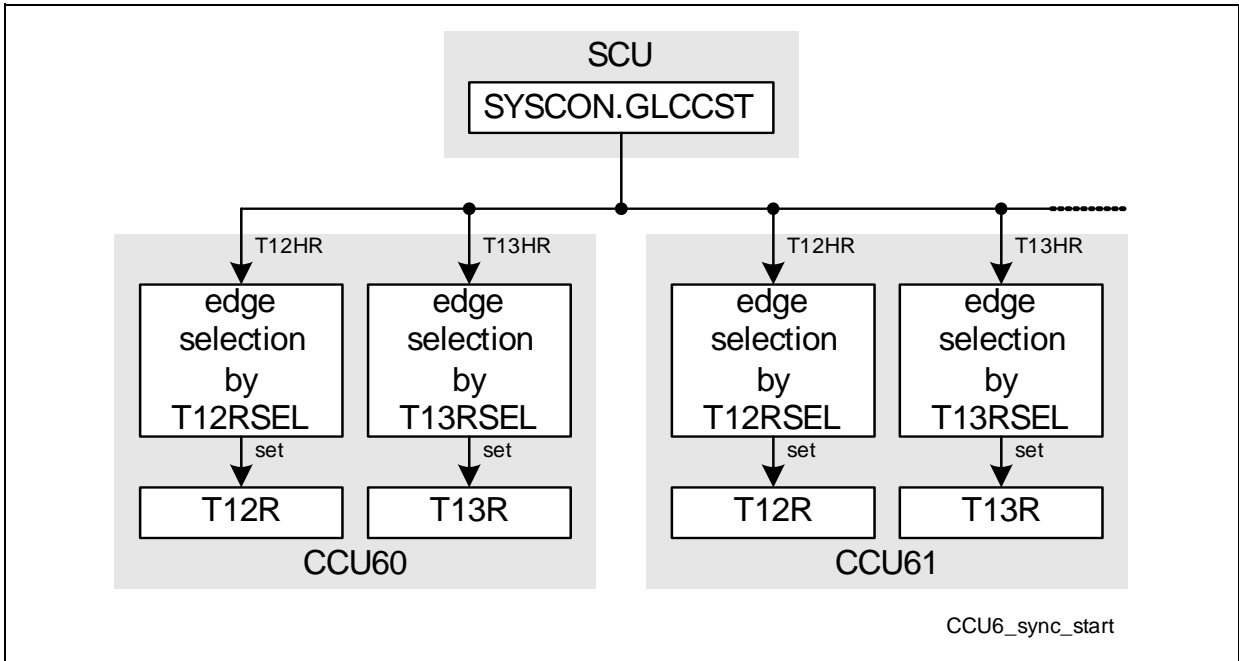 SCU
SYSCON.GLCCST
T12HR
T13HR
T12HR
T13HR
edge
selection
by
T12RSEL
edge
selection
by
T13RSEL
edge
selection
by
T12RSEL
edge
selection
by
T13RSEL
set
set
set
set
T12R
T13R
T12R
T13R
CCU60
CCU61
CCU6_sync_start